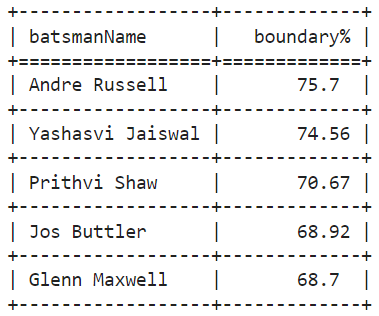 +------------------+-------------+
| batsmanName      |   boundary% |
+==================+=============+
| Andre Russell    |       75.7  |
+------------------+-------------+
| Yashasvi Jaiswal |       74.56 |
+------------------+-------------+
| Prithvi Shaw     |       70.67 |
+------------------+-------------+
| Jos Buttler      |       68.92 |
+------------------+-------------+
| Glenn Maxwell    |       68.7  |
+------------------+-------------+